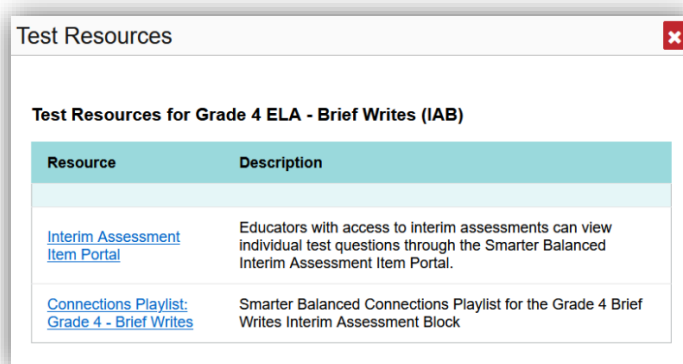 Test Resources
Test Resources for Grade 4 ELA - Brief Writes (IAB)
Resource Description
Interim Assessment
Item Portal
Educators with access to interim assessments can view
individual test questions through the Smarter Balanced
Interim Assessment Item Portal.
Connections Playlist:
Grade 4 - Brief Writes
Smarter Balanced Connections Playlist for the Grade 4 Brief
Writes Interim Assessment Block